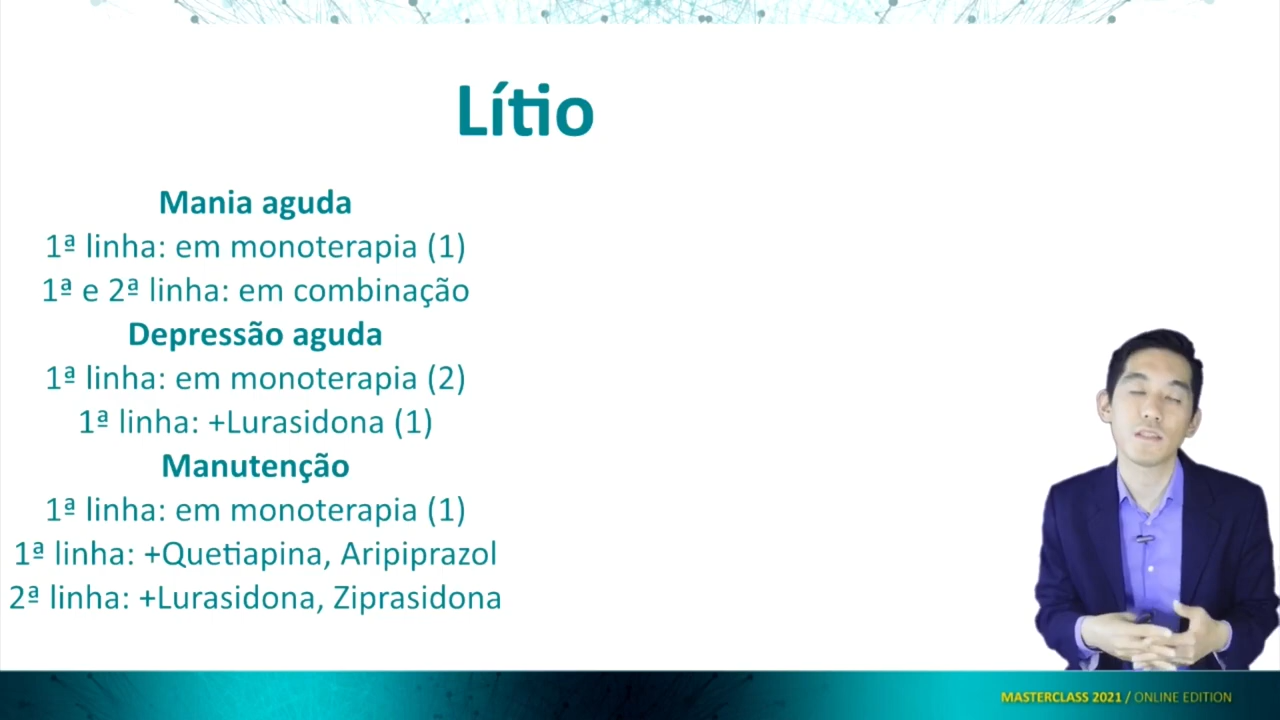 Lítio
Mania aguda
1ª linha: em monoterapia (1)
1ª e 2ª linha: em combinação
Depressão aguda
1ª linha: em monoterapia (2)
1ª linha: +Lurasidona (1)
Manutenção
1ª linha: em monoterapia (1)
1ª linha: +Quetiapina, Aripiprazol
2ª linha: +Lurasidona, Ziprasidona
MASTERCLASS 2021 / ONLINE EDITION